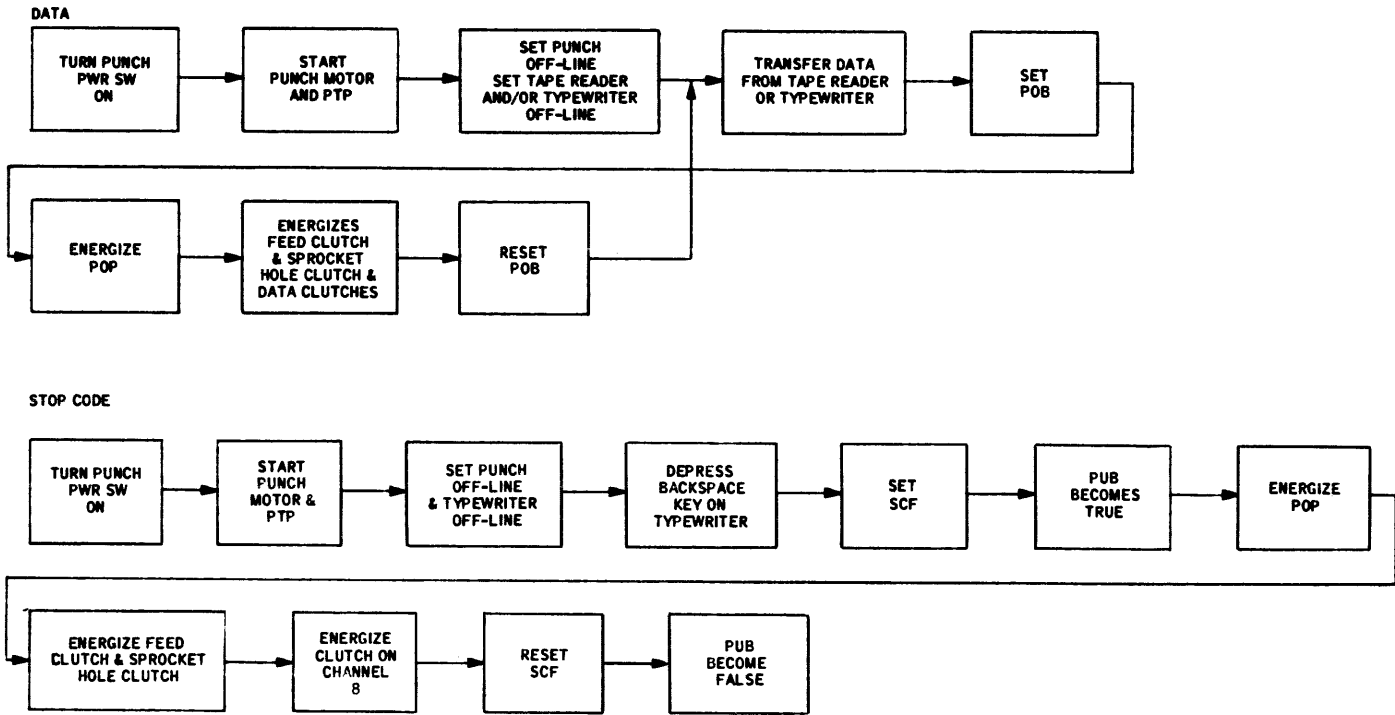 DATA
TURN PUNCH
PWR SW
ON
START
PUNCH MOTOR
AND PTP
SET PUNCH
OFF-LINE
SET TAPE READER
AND/OR TYPEWRITER
OFF-LINE
TRANSFER DATA
FROM TAPE READER
OR TYPEWRITER
SET
POB
ENERGIZE
POP
ENERGIZES
FEED CLUTCH
& SPROCKET
HOLE CLUTCH &
DATA CLUTCHES
RESET
POB
STOP CODE
TURN PUNCH
PWR SW
ON
START
PUNCH
MOTOR &
PTP
SET PUNCH
OFF-LINE
& TYPEWRITER
OFF-LINE
DEPRESS
BACKSPACE
KEY ON
TYPEWRITER
SET
SCF
PUB
BECOMES
TRUE
ENERGIZE
POP
ENERGIZE FEED
CLUTCH & SPROCKET
HOLE CLUTCH
ENERGIZE
CLUTCH ON
CHANNEL
8
RESET
SCF
PUB
BECOME
FALSE